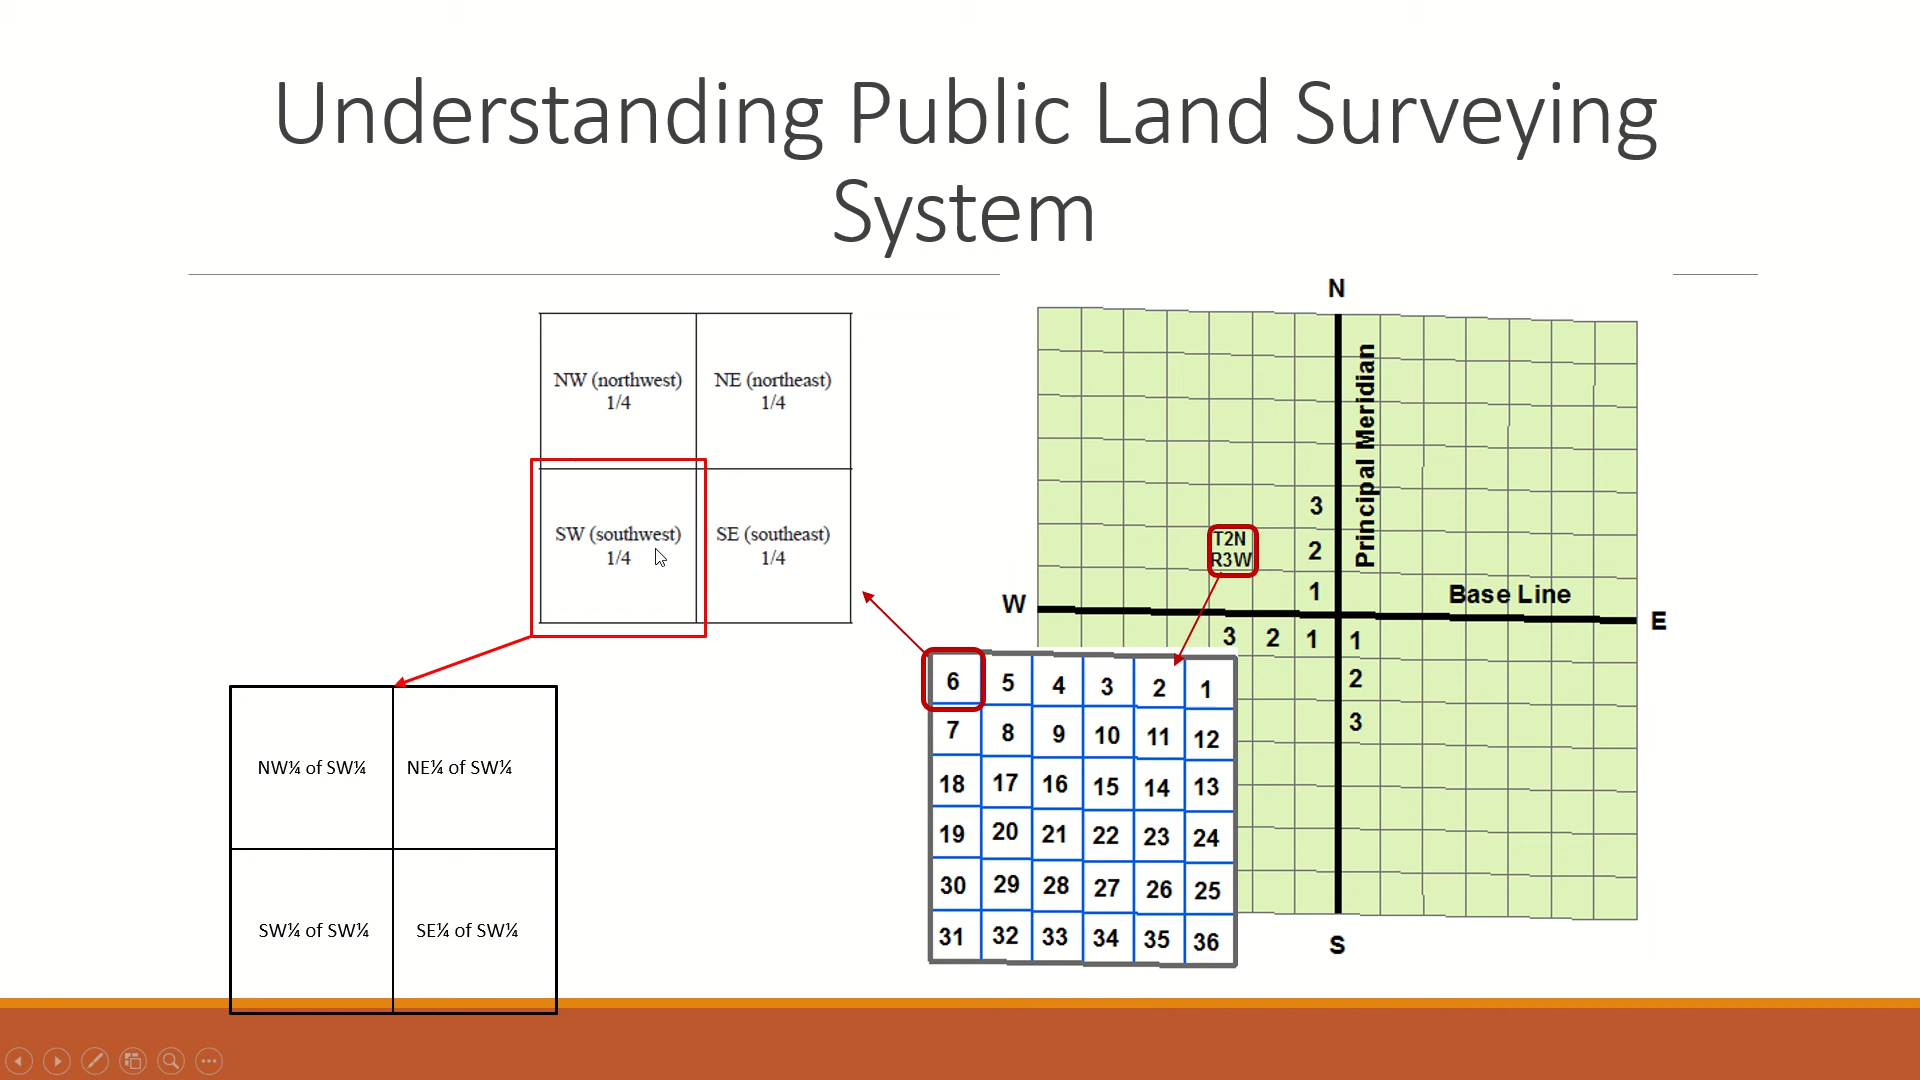 Understanding Public Land Surveying
System
NW (northwest)
1/4
NE (northeast)
1/4
SW (southwest)
1/4
SE (southeast)
1/4
NW¼ of SW¼
NE¼ of SW¼
SW¼ of SW¼
SE¼ of SW¼
N
Principal Meridian
3
2
1
T2N
R3W
W
Base Line
E
3 2 1 1
2
3
S
6 5 4 3 2 1
7 8 9 10 11 12
18 17 16 15 14 13
19 20 21 22 23 24
30 29 28 27 26 25
31 32 33 34 35 36